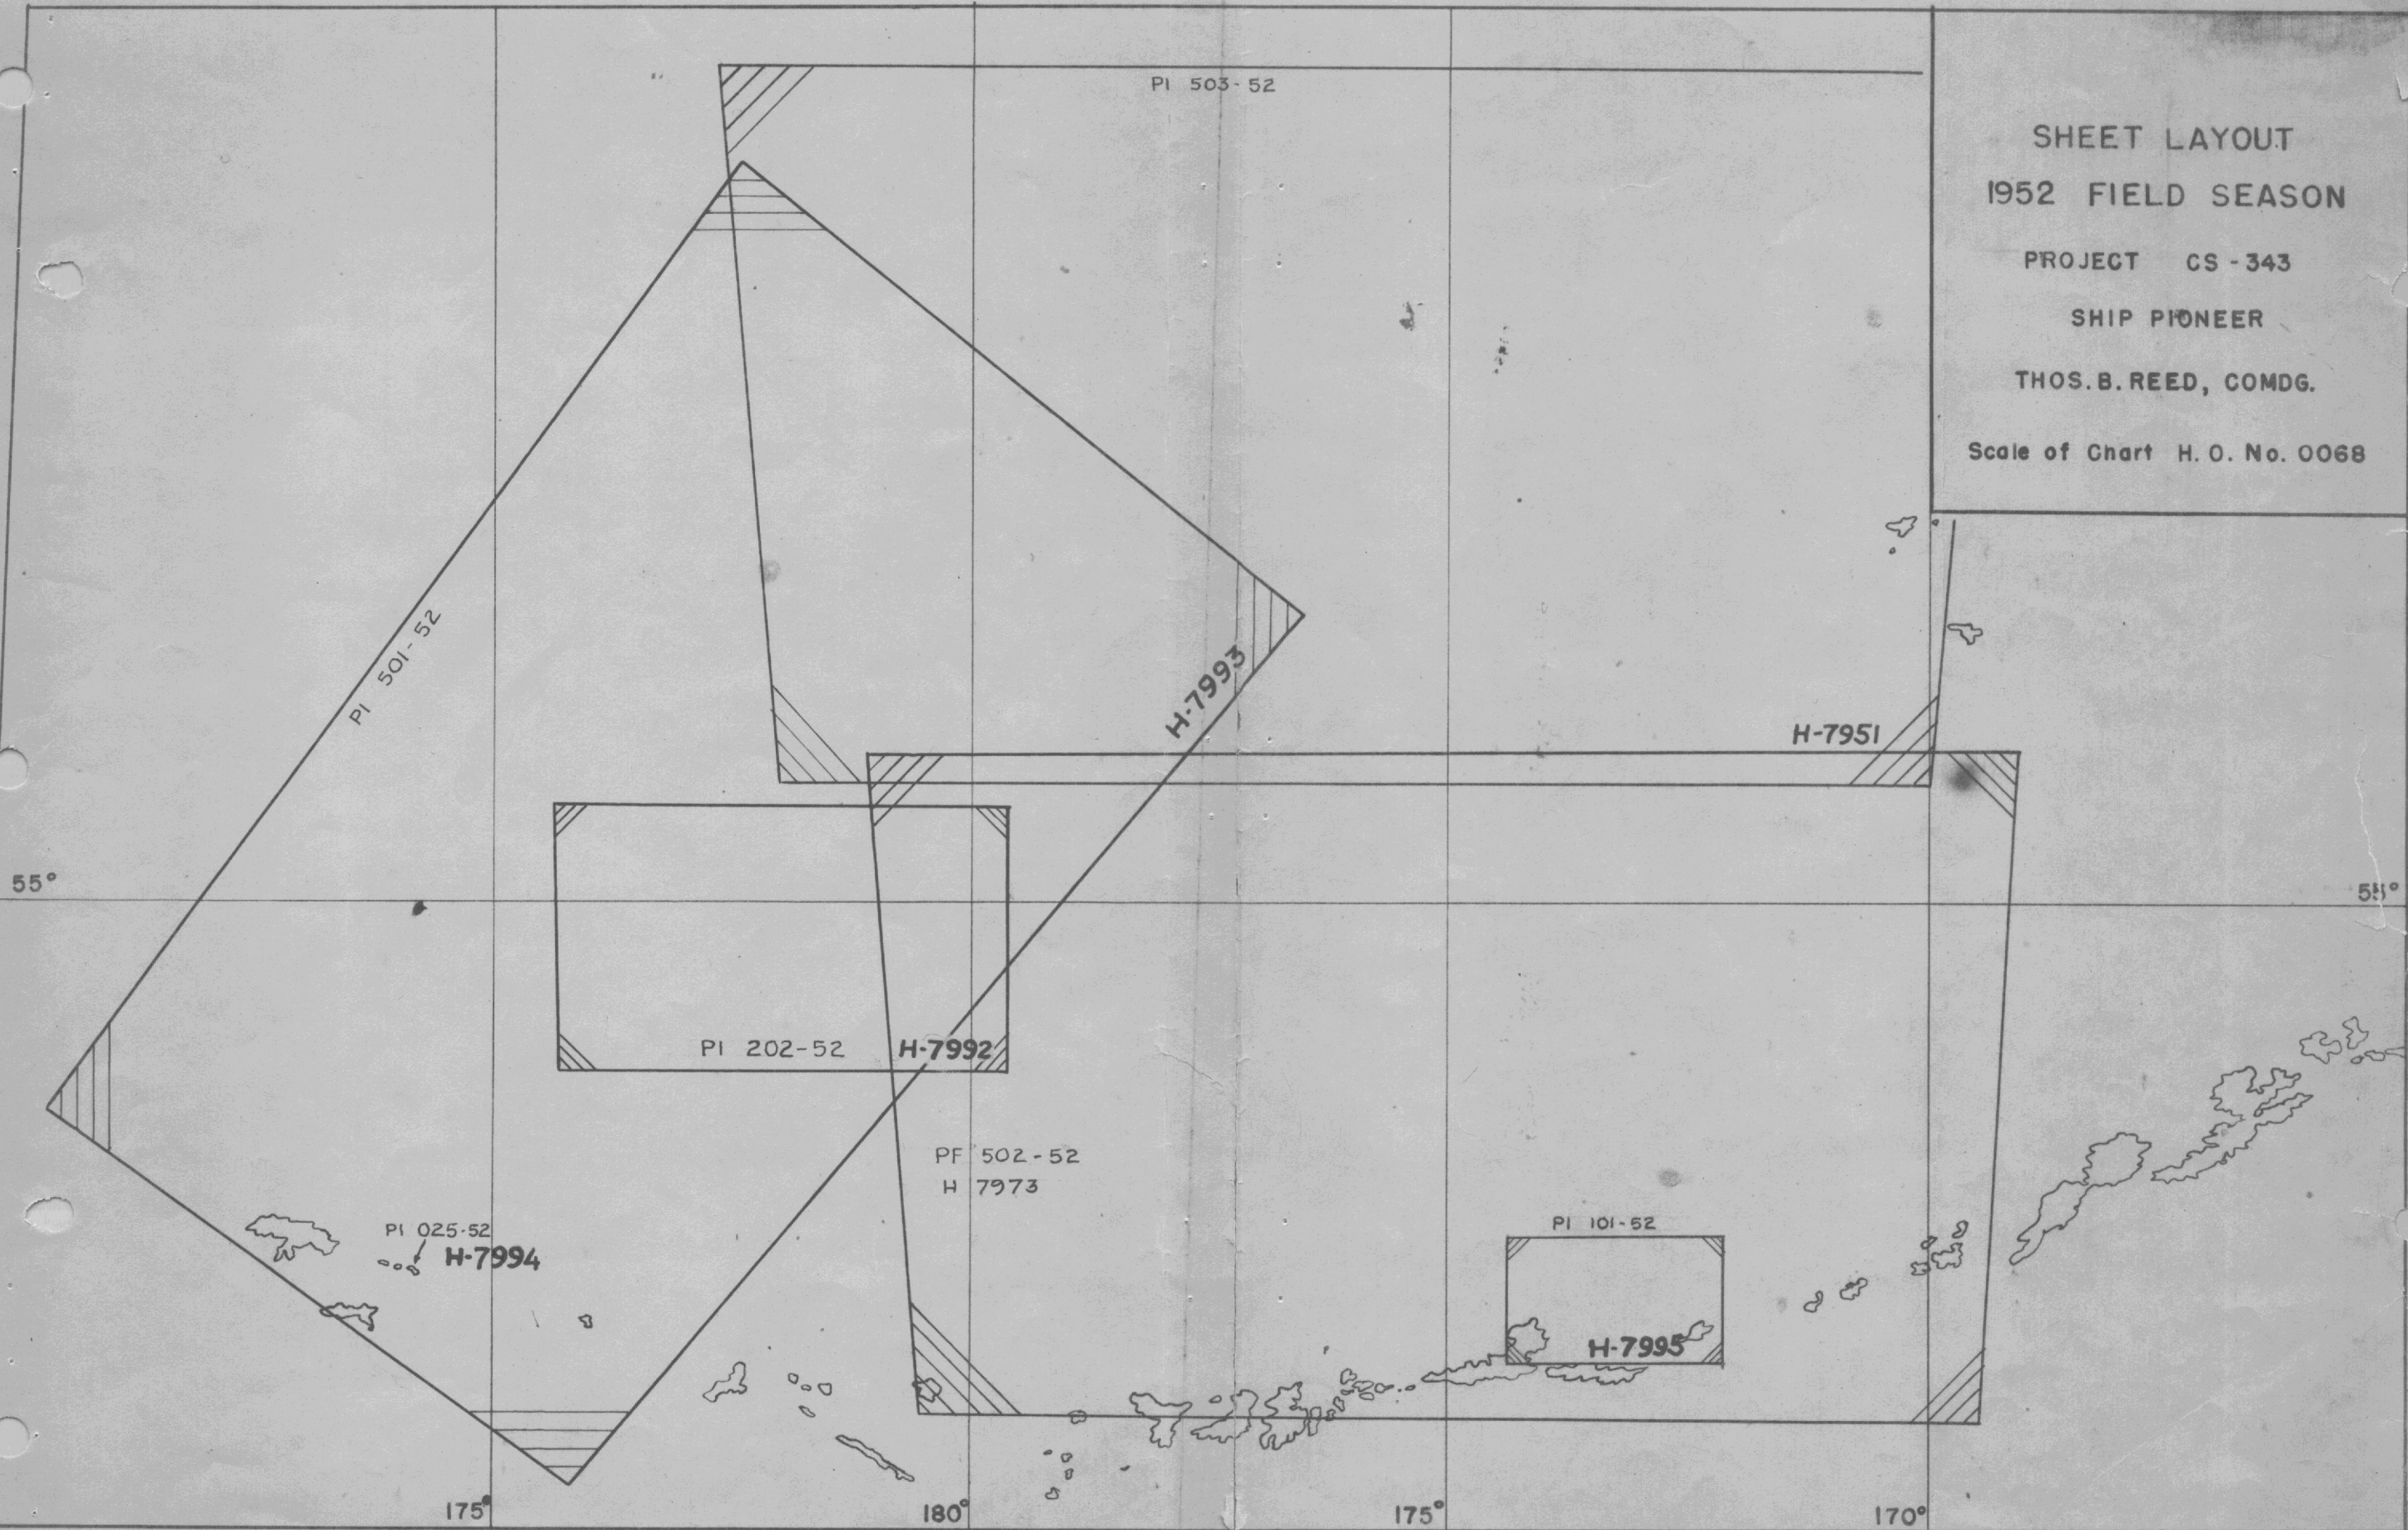 PI 503-52
SHEET LAYOUT
1952 FIELD SEASON
PROJECT CS-343
SHIP PIONEER
THOS. B. REED, COMDG.
Scale of Chart H. O. No. 0068
PI 501-52
H-7993
H-7951
55°
55°
PI 202-52
H-7992
PF 502-52
H 7973
PI 025-52
H-7994
PI 101-52
H-7995
175°
180°
175°
170°